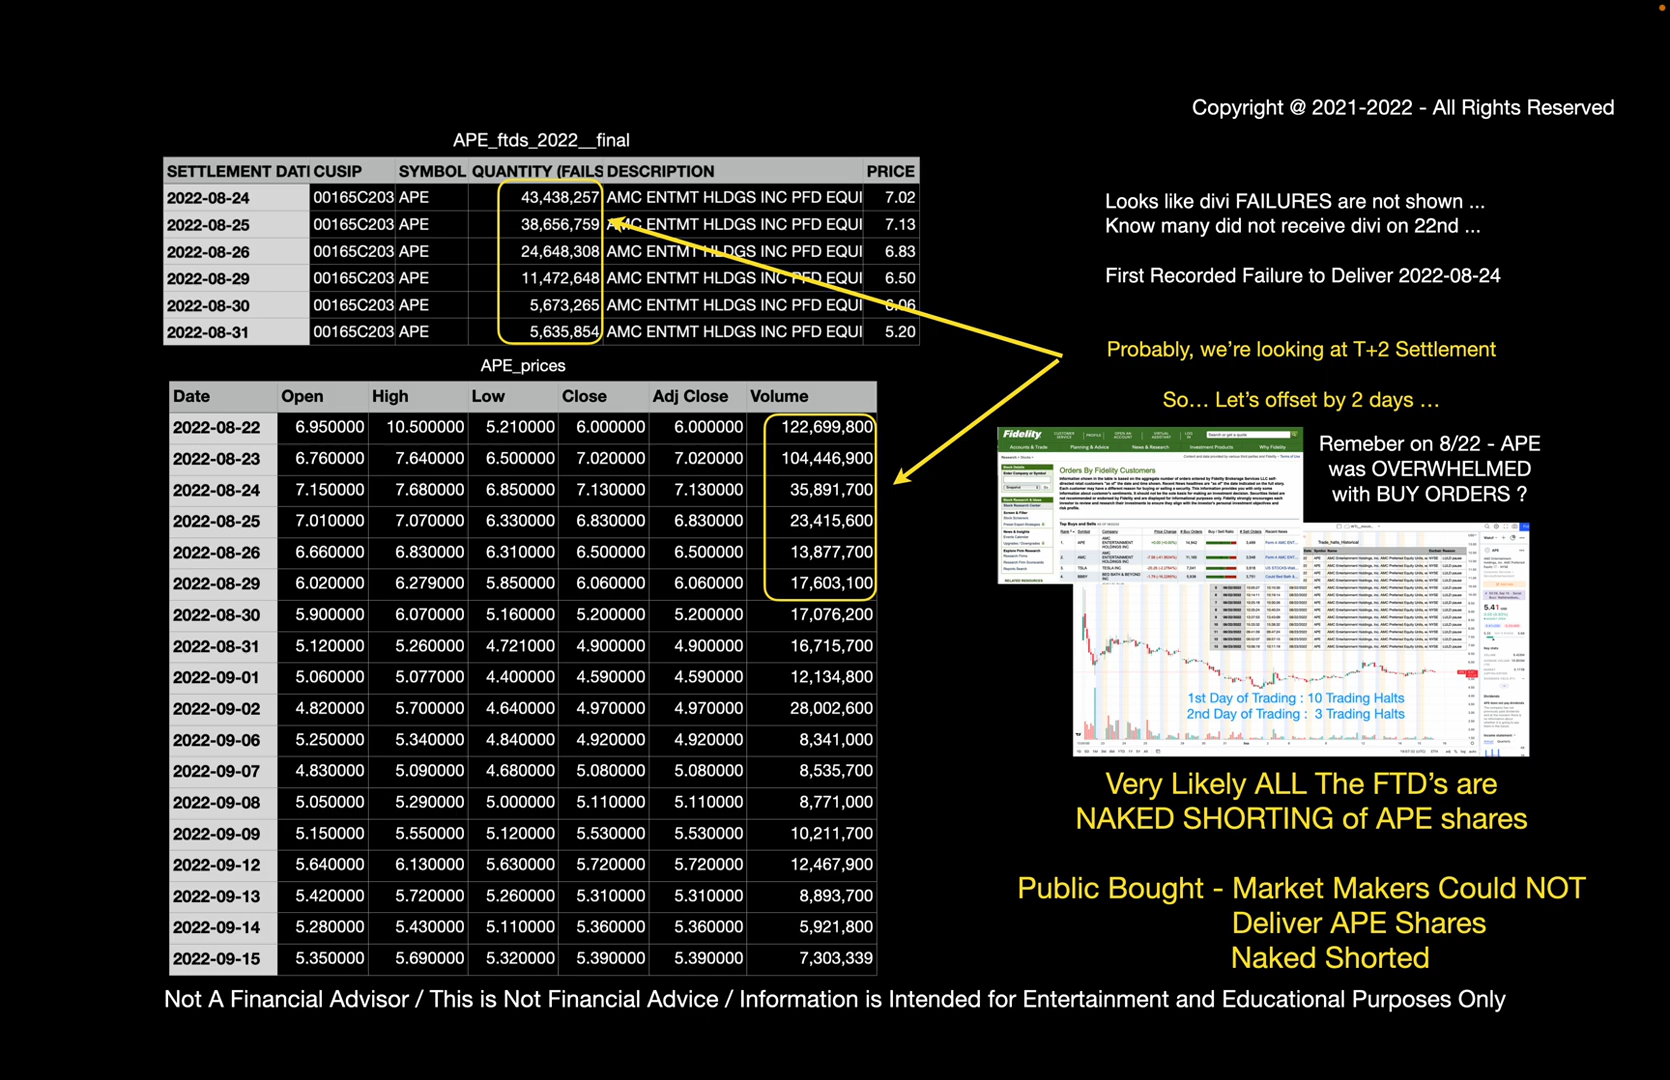 Copyright @ 2021-2022 - All Rights Reserved
APE_ftds_2022__final
SETTLEMENT DATI CUSIP SYMBOL QUANTITY (FAILS DESCRIPTION PRICE
2022-08-24 00165C203 APE 43,438,257 AMC ENTMT HLDGS INC PFD EQUI 7.02
2022-08-25 00165C203 APE 38,656,759 AMC ENTMT HLDGS INC PFD EQUI 7.13
2022-08-26 00165C203 APE 24,648,308 AMC ENTMT HLDGS INC PFD EQUI 6.83
2022-08-29 00165C203 APE 11,472,648 AMC ENTMT HLDGS INC PFD EQUI 6.50
2022-08-30 00165C203 APE 5,673,265 AMC ENTMT HLDGS INC PFD EQUI 6.06
2022-08-31 00165C203 APE 5,635,854 AMC ENTMT HLDGS INC PFD EQUI 5.20
APE_prices
Date Open High Low Close Adj Close Volume
2022-08-22 6.950000 10.500000 5.210000 6.000000 6.000000 122,699,800
2022-08-23 6.760000 7.640000 6.500000 7.020000 7.020000 104,446,900
2022-08-24 7.150000 7.680000 6.850000 7.130000 7.130000 35,891,700
2022-08-25 7.010000 7.070000 6.330000 6.830000 6.830000 23,415,600
2022-08-26 6.660000 6.830000 6.310000 6.500000 6.500000 13,877,700
2022-08-29 6.020000 6.279000 5.850000 6.060000 6.060000 17,603,100
2022-08-30 5.900000 6.070000 5.160000 5.200000 5.200000 17,076,200
2022-08-31 5.120000 5.260000 4.721000 4.900000 4.900000 16,715,700
2022-09-01 5.060000 5.077000 4.400000 4.590000 4.590000 12,134,800
2022-09-02 4.820000 5.700000 4.640000 4.970000 4.970000 28,002,600
2022-09-06 5.250000 5.340000 4.840000 4.920000 4.920000 8,341,000
2022-09-07 4.830000 5.090000 4.680000 5.080000 5.080000 8,535,700
2022-09-08 5.050000 5.290000 5.000000 5.110000 5.110000 8,771,000
2022-09-09 5.150000 5.550000 5.120000 5.530000 5.530000 10,211,700
2022-09-12 5.640000 6.130000 5.630000 5.720000 5.720000 12,467,900
2022-09-13 5.420000 5.720000 5.260000 5.310000 5.310000 8,893,700
2022-09-14 5.280000 5.430000 5.110000 5.360000 5.360000 5,921,800
2022-09-15 5.350000 5.690000 5.320000 5.390000 5.390000 7,303,339
Looks like divi FAILURES are not shown ...
Know many did not receive divi on 22nd ...
First Recorded Failure to Deliver 2022-08-24
Probably, we're looking at T+2 Settlement
So... Let's offset by 2 days ...
Remeber on 8/22 - APE
was OVERWHELMED
with BUY ORDERS ?
Fidelity
Accounts & Trade Planning & Advice News & Research Investment Products Why Fidelity
Orders By Fidelity Customers
Top Buys and Sells
1st Day of Trading : 10 Trading Halts
2nd Day of Trading : 3 Trading Halts
5.41
Very Likely ALL The FTD's are
NAKED SHORTING of APE shares
Public Bought - Market Makers Could NOT
Deliver APE Shares
Naked Shorted
Not A Financial Advisor / This is Not Financial Advice / Information is Intended for Entertainment and Educational Purposes Only